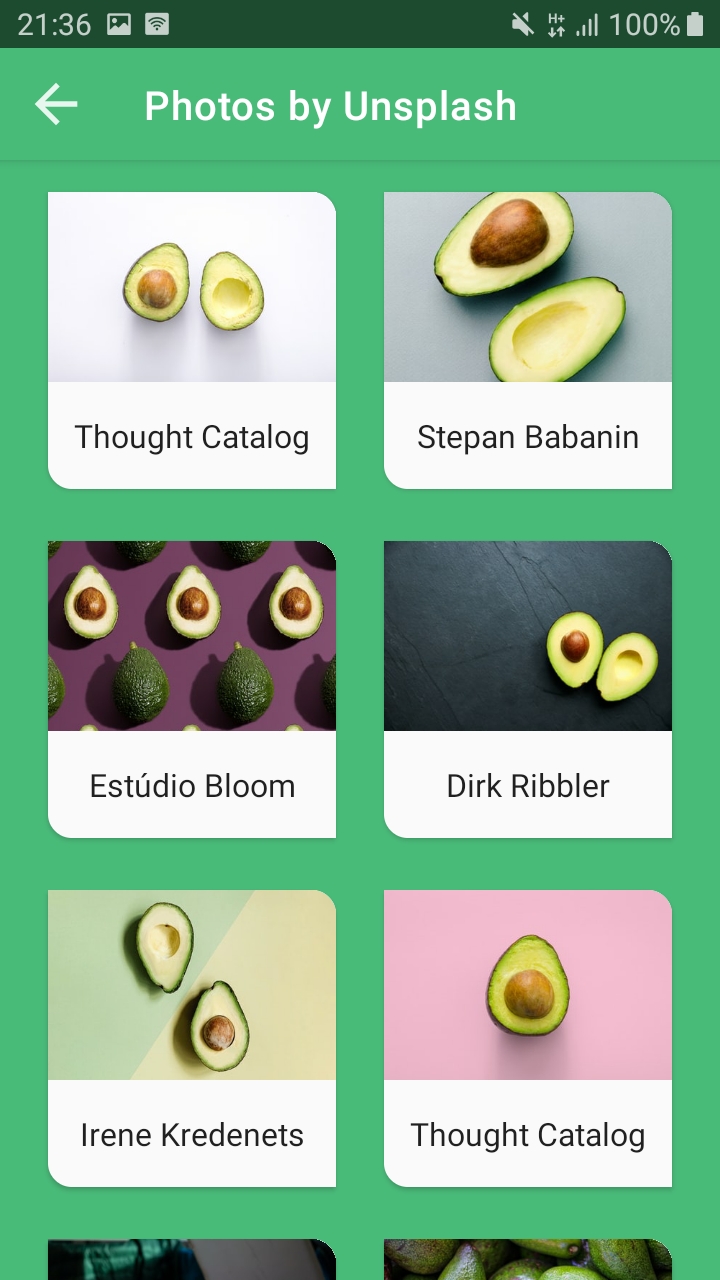 21:36 H+ 100%
Photos by Unsplash
Thought Catalog
Stepan Babanin
Estúdio Bloom
Dirk Ribbler
Irene Kredenets
Thought Catalog